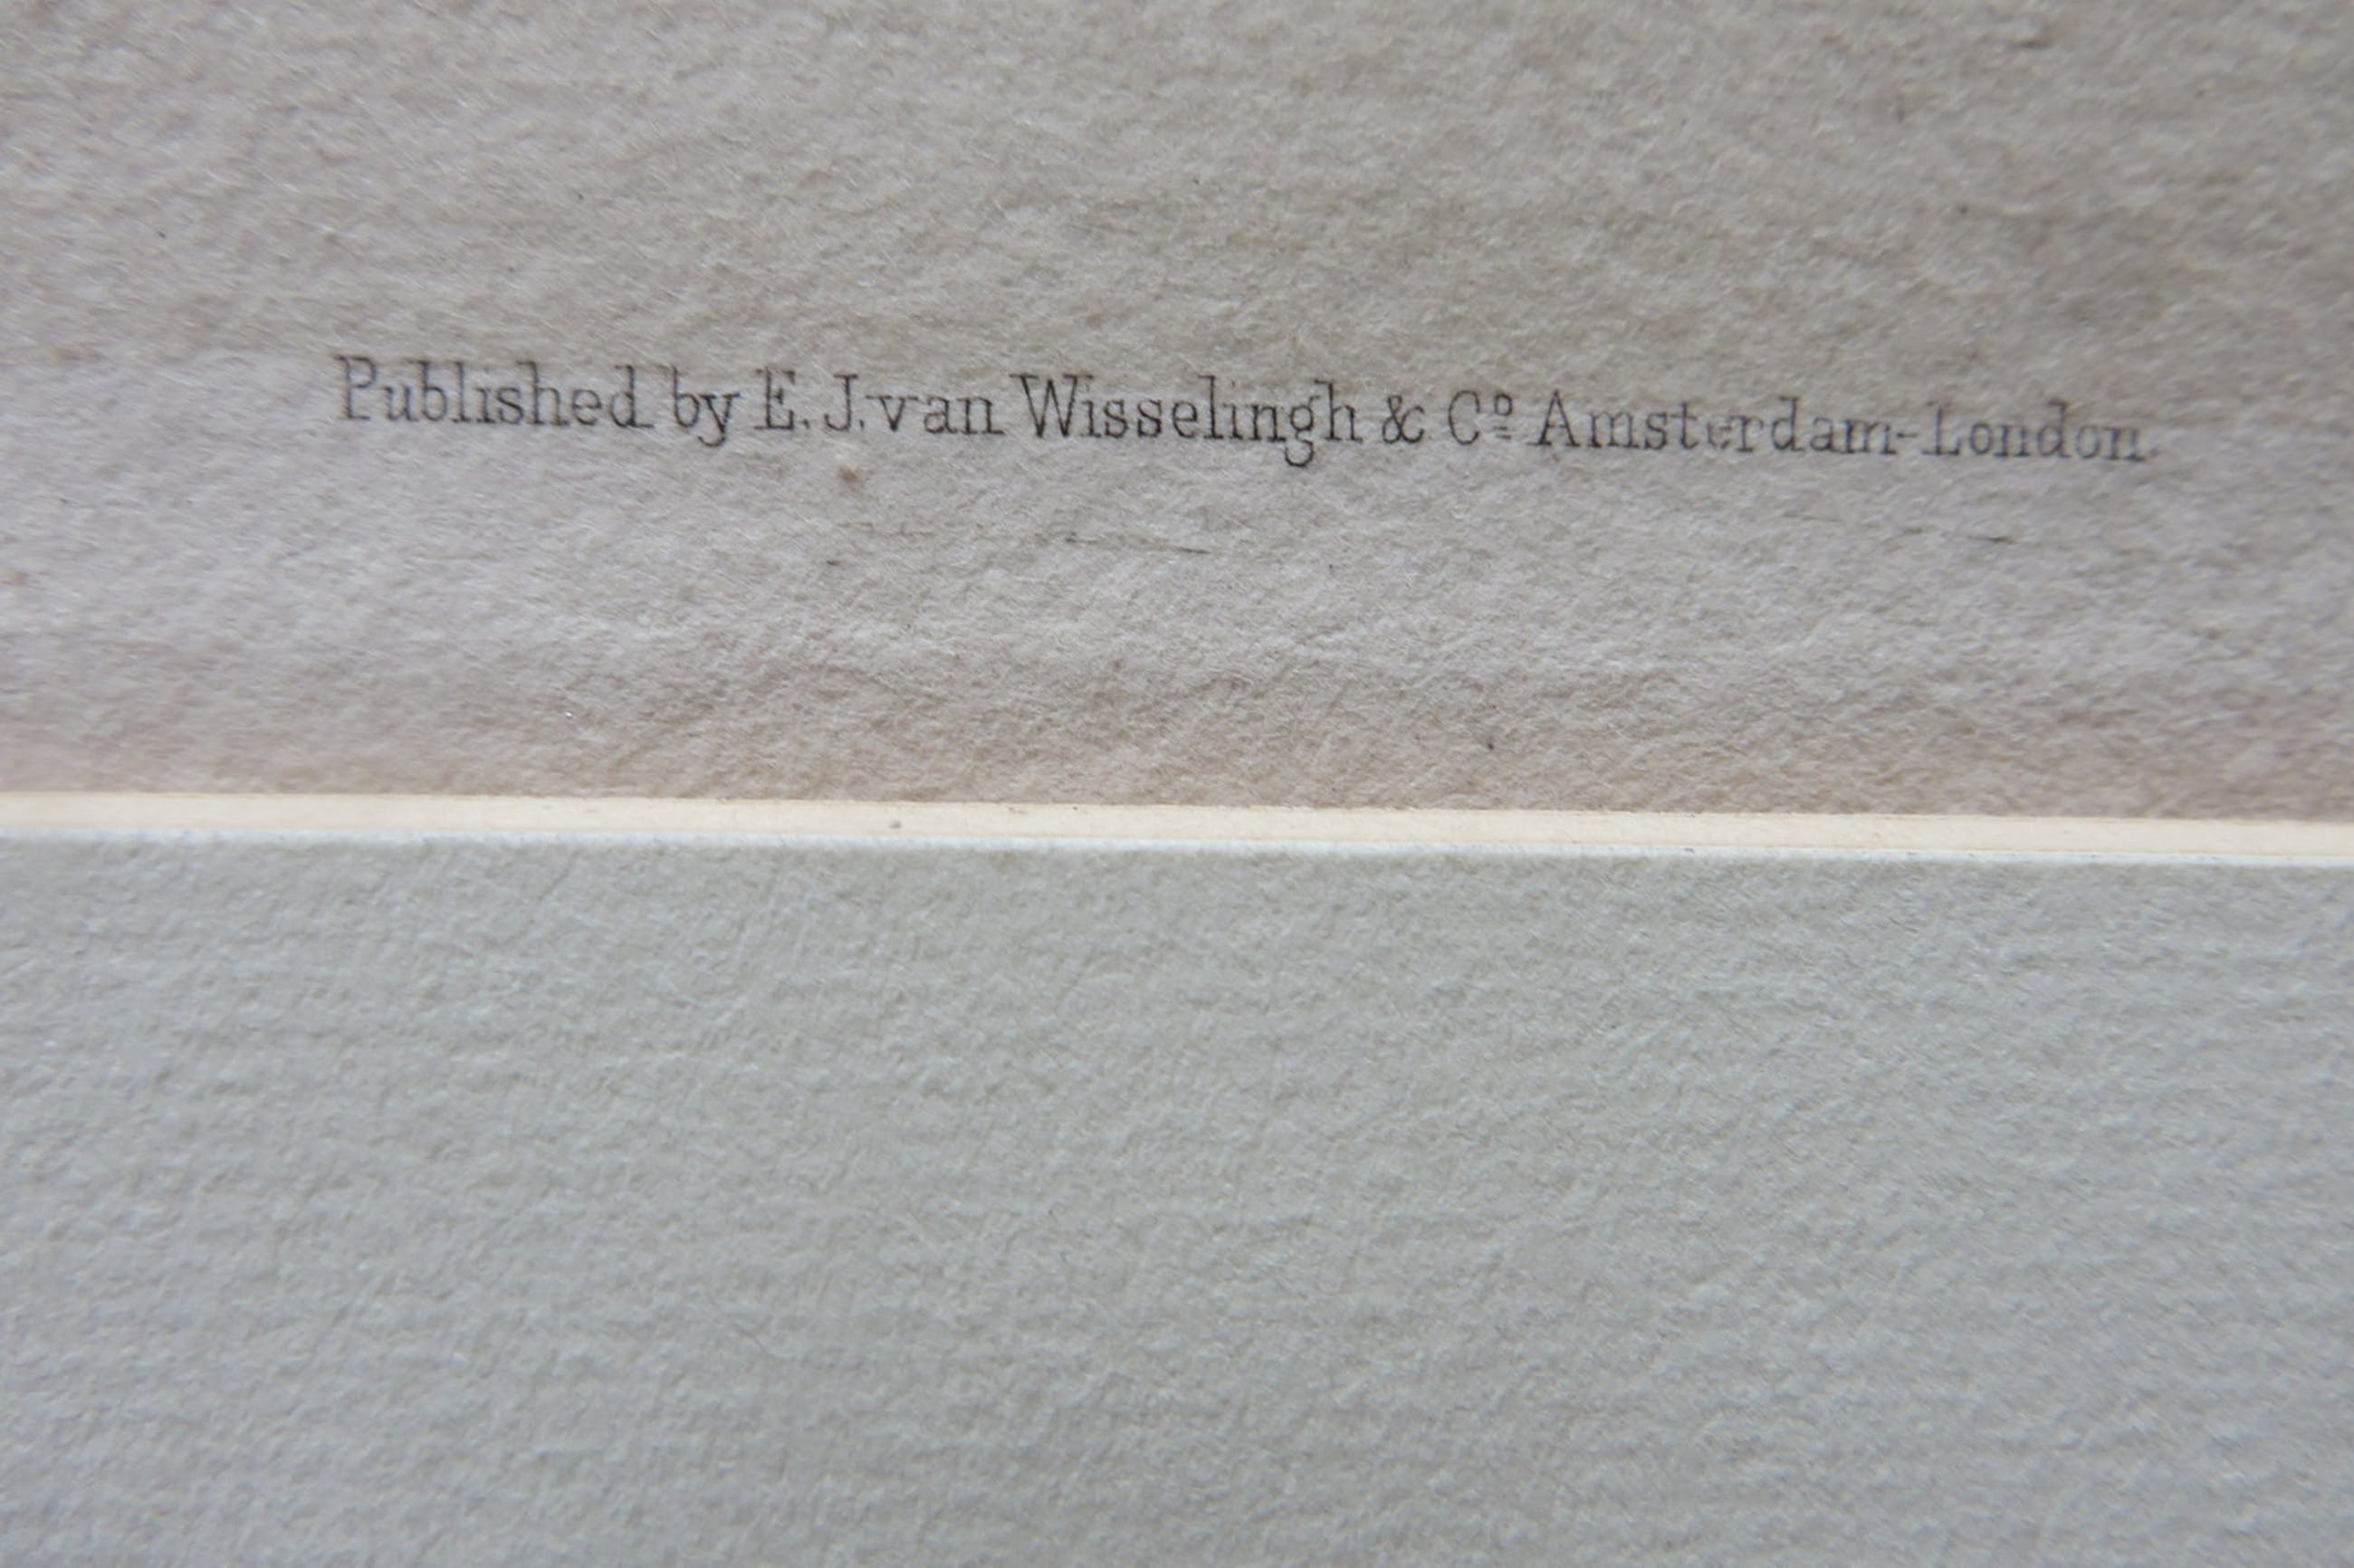 Published by E. J. van Wisselingh & Cº Amsterdam-London.